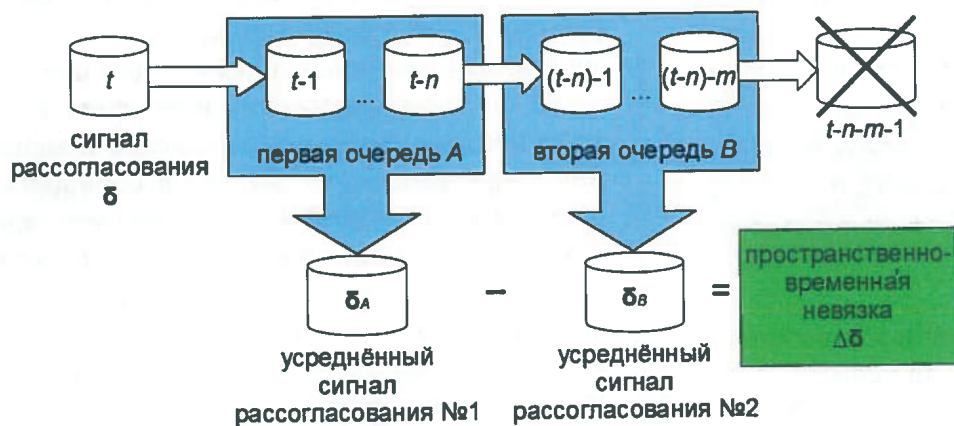 t
t-1
...
t-n
(t-n)-1
...
(t-n)-m
t-n-m-1
сигнал
рассогласования
δ
первая очередь A
вторая очередь B
δA
–
δB
=
пространственно-
временная
невязка
Δδ
усреднённый
сигнал
рассогласования №1
усреднённый
сигнал
рассогласования №2